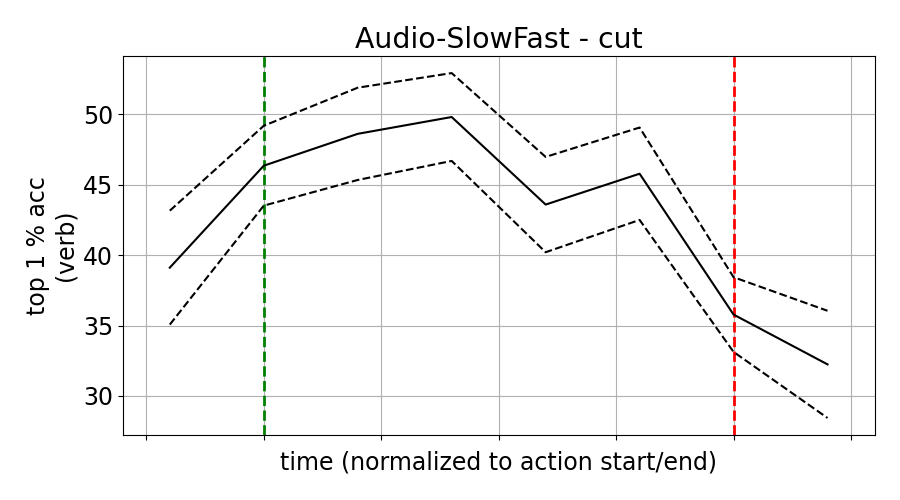 Audio-SlowFast - cut
top 1 % acc
(verb)
50
45
40
35
30
time (normalized to action start/end)